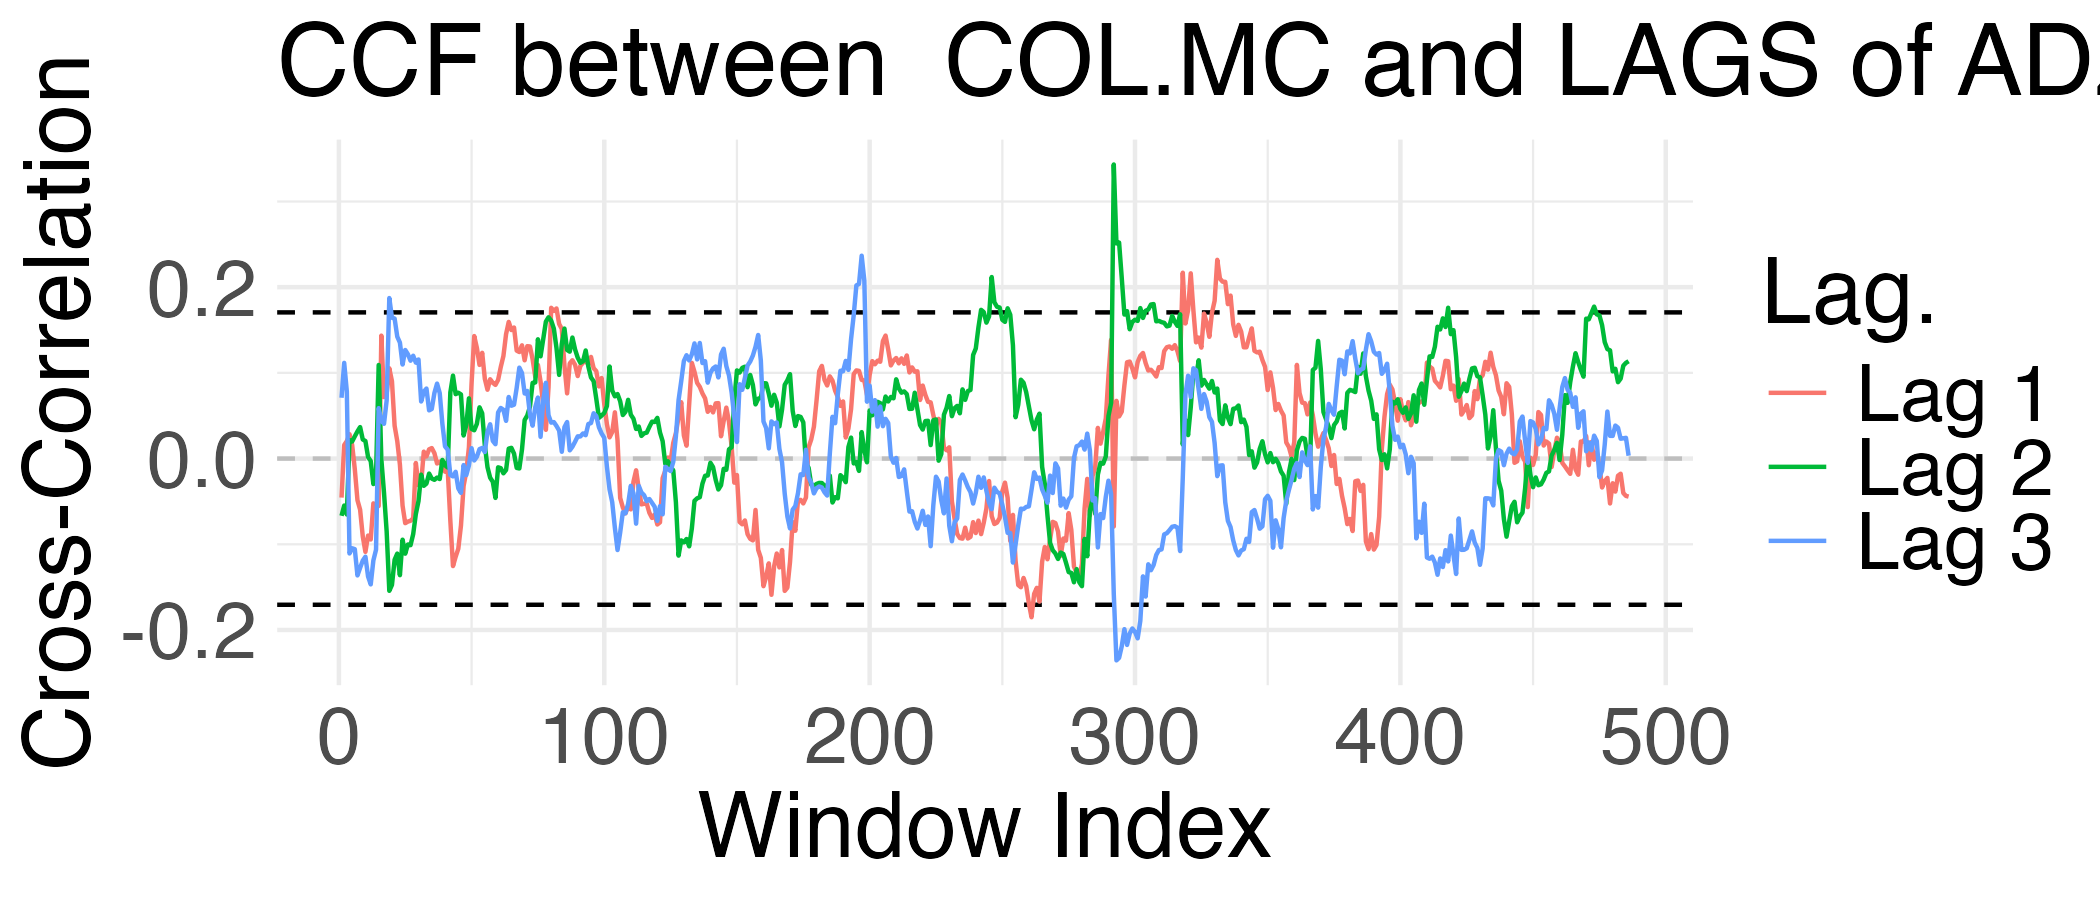 CCF between COL.MC and LAGS of AD
Cross-Correlation
0.2
0.0
-0.2
0 100 200 300 400 500
Window Index
Lag.
Lag 1
Lag 2
Lag 3